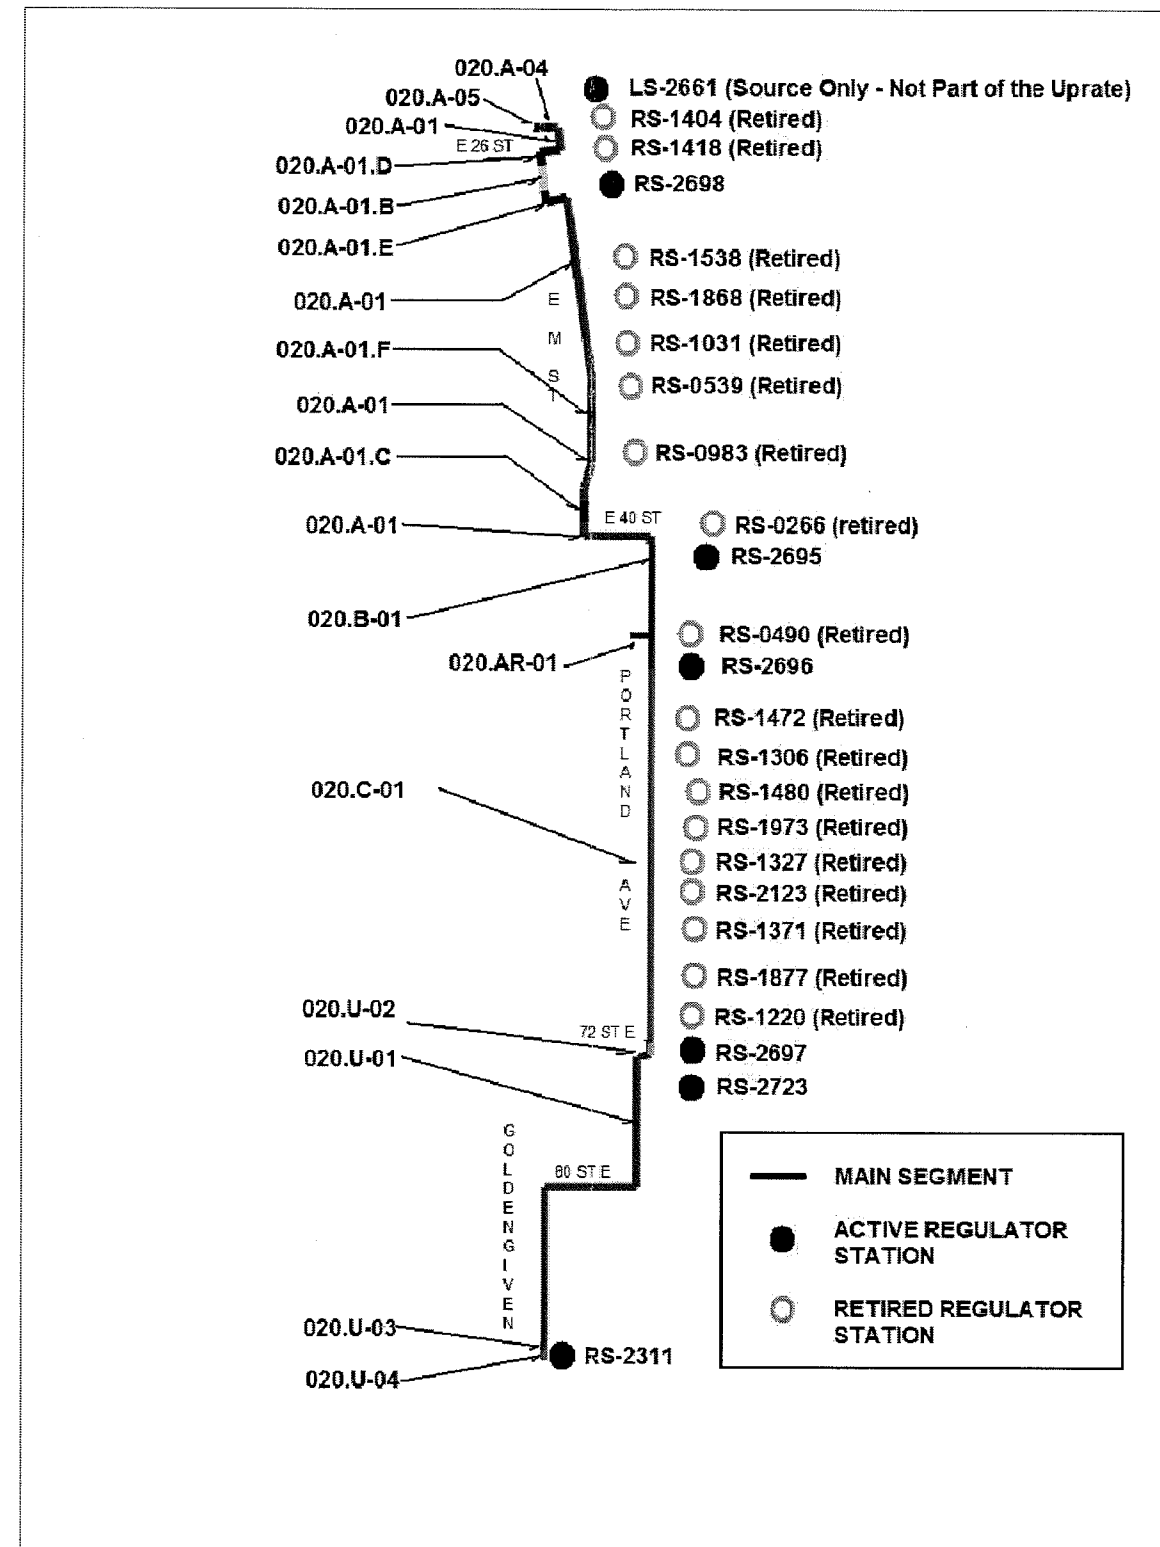 020.A-04
LS-2661 (Source Only - Not Part of the Uprate)
020.A-05
RS-1404 (Retired)
020.A-01
E 26 ST
RS-1418 (Retired)
020.A-01.D
RS-2698
020.A-01.B
020.A-01.E
RS-1538 (Retired)
020.A-01
RS-1868 (Retired)
E M ST
020.A-01.F
RS-1031 (Retired)
RS-0539 (Retired)
020.A-01
020.A-01.C
RS-0983 (Retired)
E 40 ST
020.A-01
RS-0266 (retired)
RS-2695
020.B-01
RS-0490 (Retired)
020.AR-01
RS-2696
PORTLAND AVE
RS-1472 (Retired)
RS-1306 (Retired)
020.C-01
RS-1480 (Retired)
RS-1973 (Retired)
RS-1327 (Retired)
RS-2123 (Retired)
RS-1371 (Retired)
RS-1877 (Retired)
020.U-02
RS-1220 (Retired)
72 ST E
020.U-01
RS-2697
RS-2723
GOLDENGIVEN
80 ST E
MAIN SEGMENT
ACTIVE REGULATOR
STATION
RETIRED REGULATOR
STATION
020.U-03
RS-2311
020.U-04